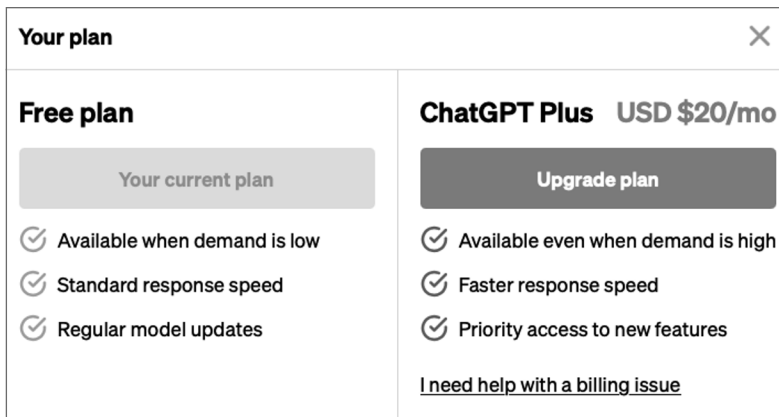 Your plan
Free plan
Your current plan
Available when demand is low
Standard response speed
Regular model updates
ChatGPT Plus USD $20/mo
Upgrade plan
Available even when demand is high
Faster response speed
Priority access to new features
I need help with a billing issue